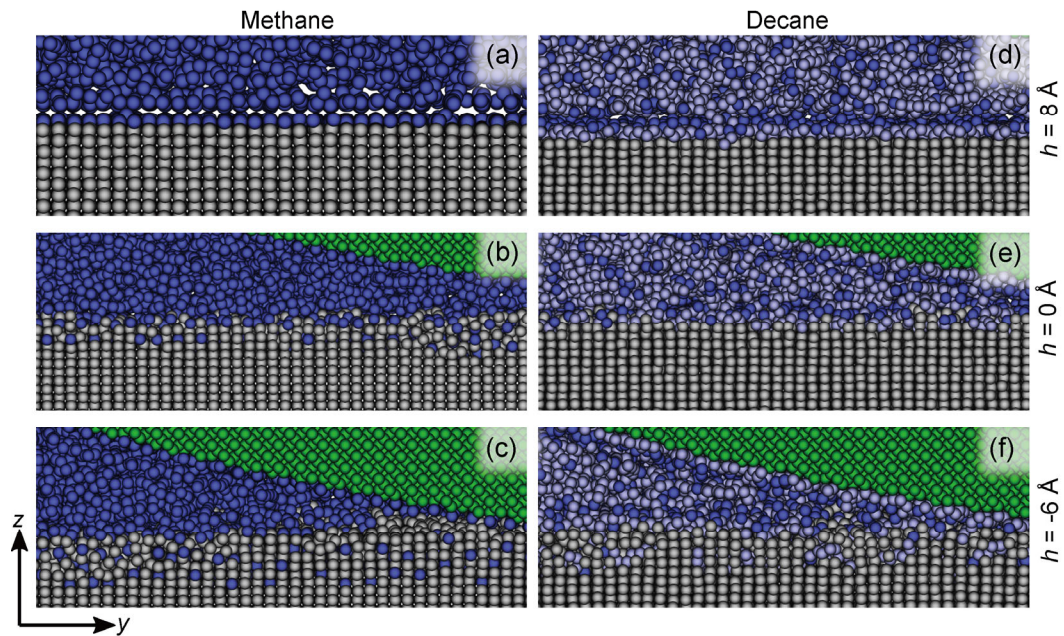 Methane
Decane
(a)
(d)
h = 8 Å
(b)
(e)
h = 0 Å
(c)
(f)
h = -6 Å
z
y